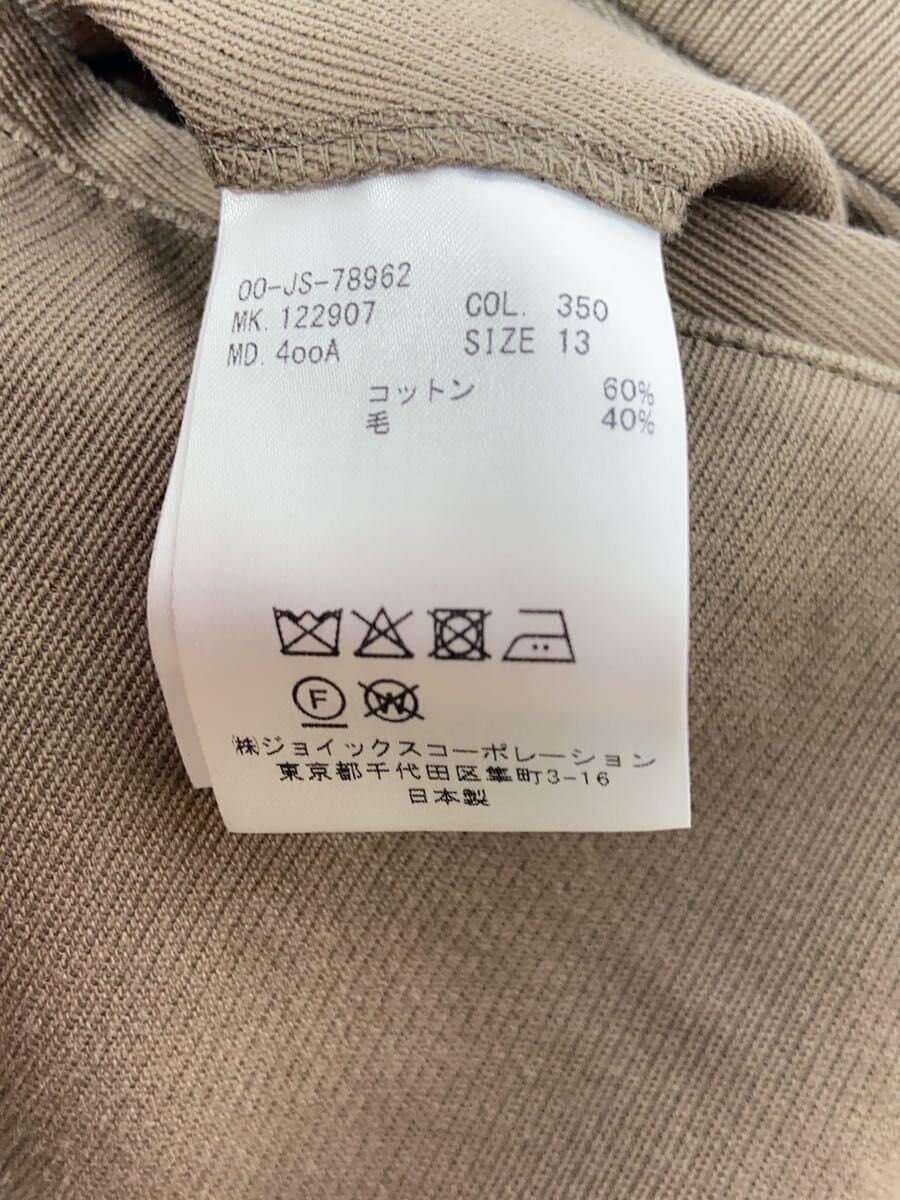 00-JS-78962
MK. 122907 COL. 350
MD. 4ooA SIZE 13
コットン 60%
毛 40%
F
W
㈱ジョイックスコーポレーション
東京都千代田区隼町3-16
日本製